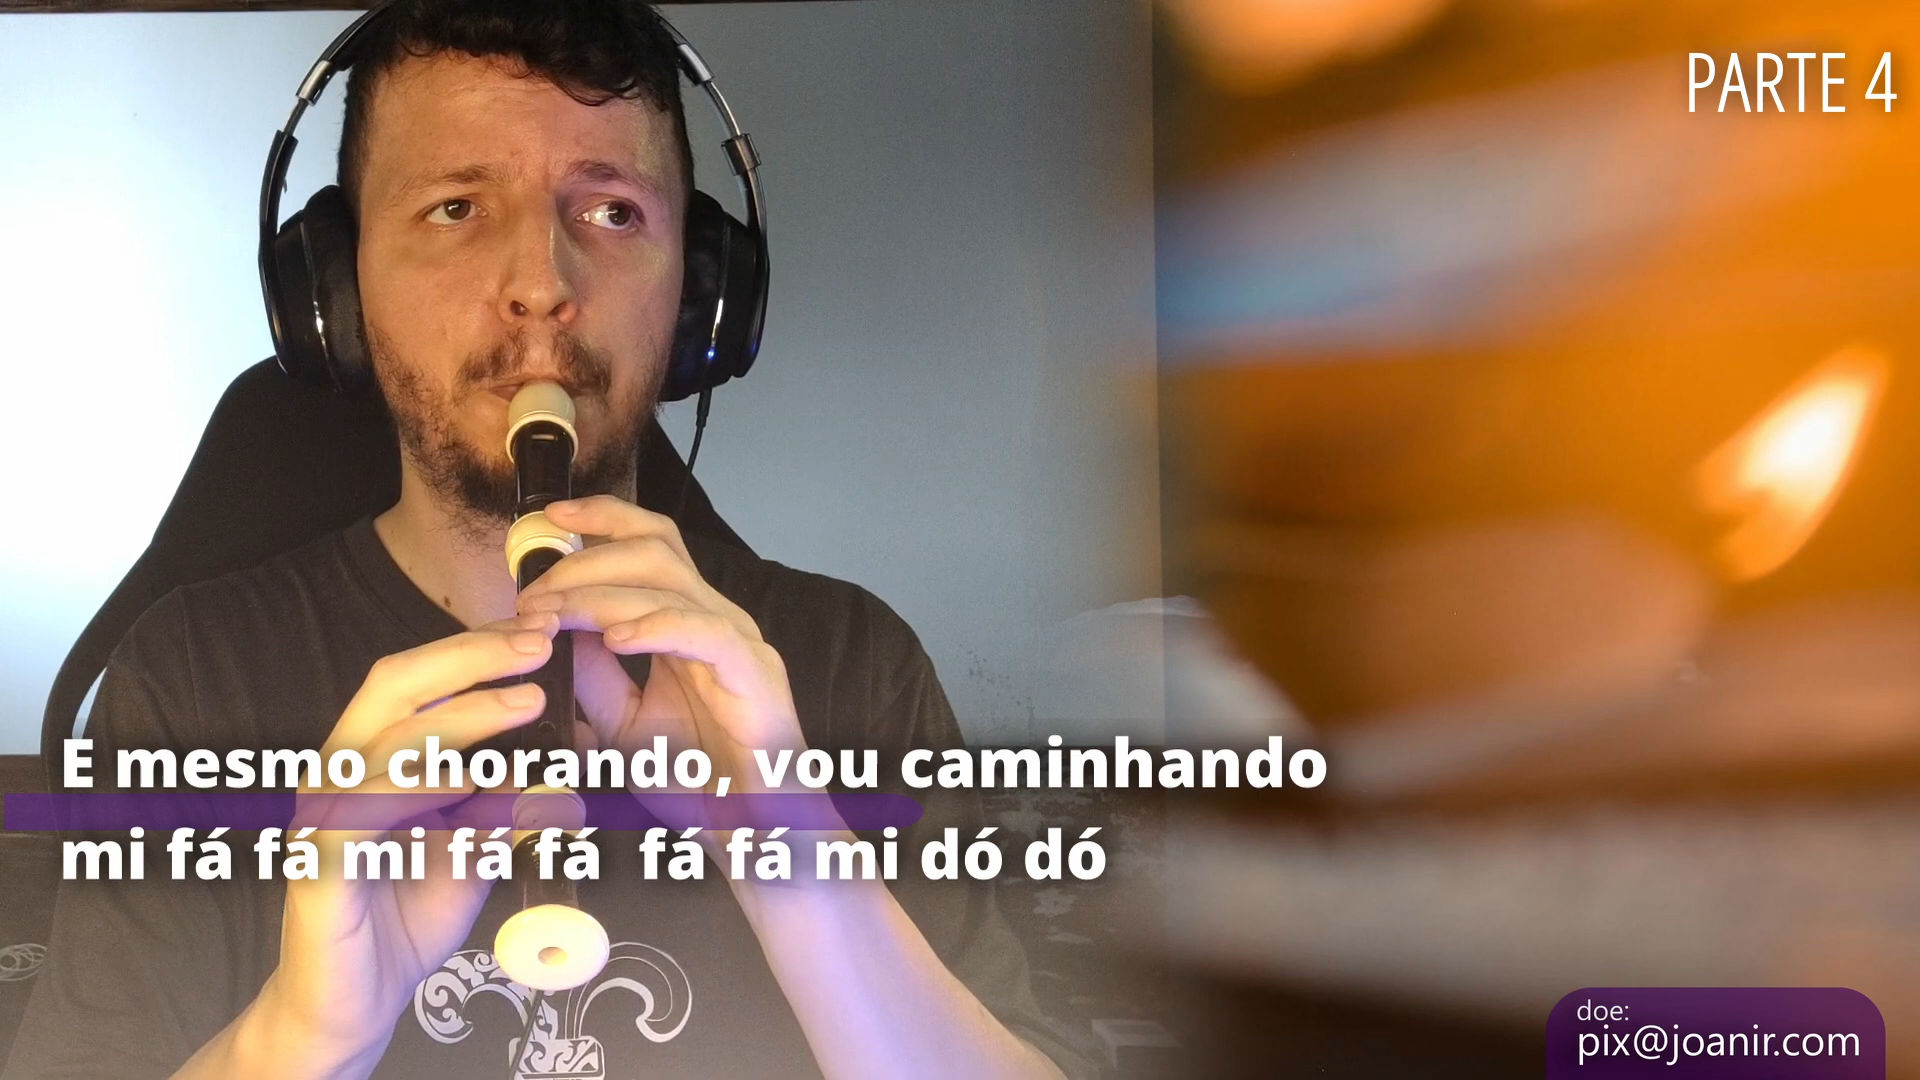 PARTE 4
E mesmo chorando, vou caminhando
mi fá fá mi fá fá fá fá mi dó dó
doe:
pix@joanir.com